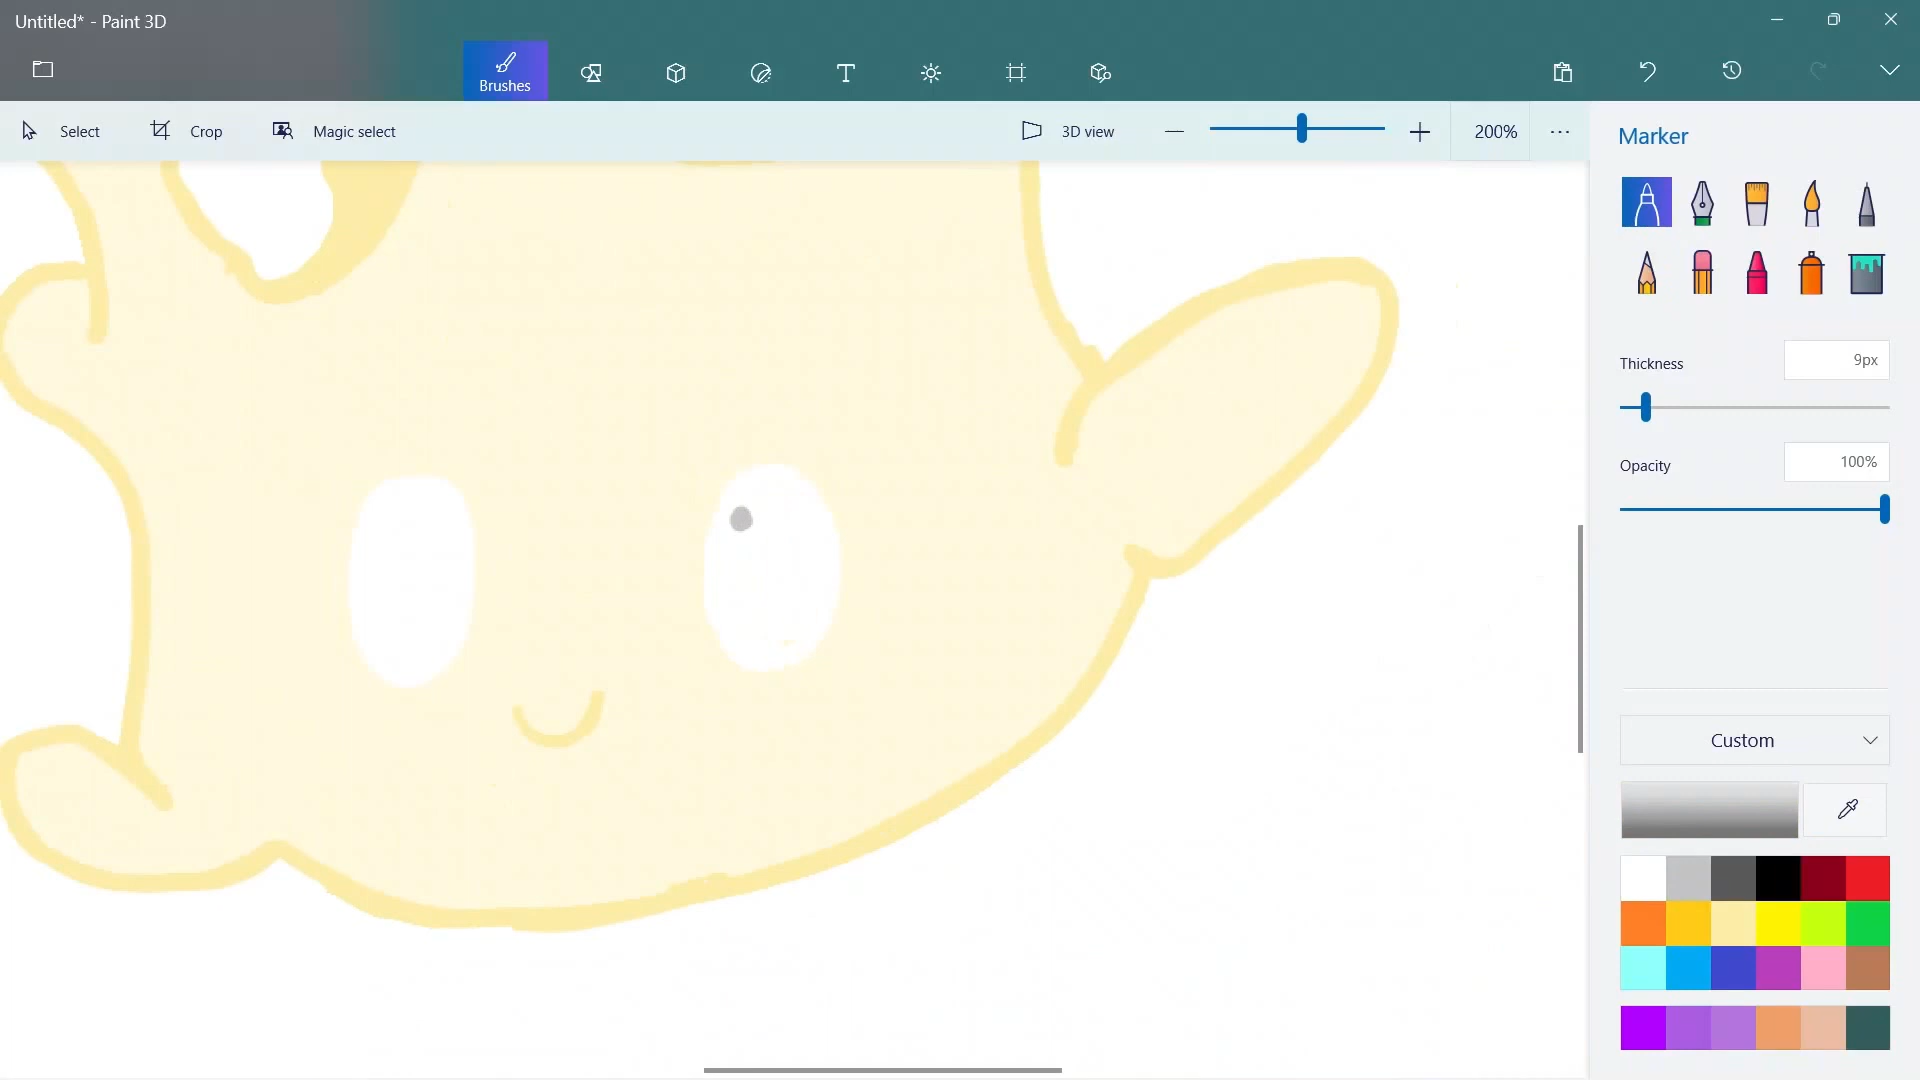 Untitled* - Paint 3D
Brushes
Select
Crop
Magic select
3D view
200%
Marker
Thickness
9px
Opacity
100%
Custom